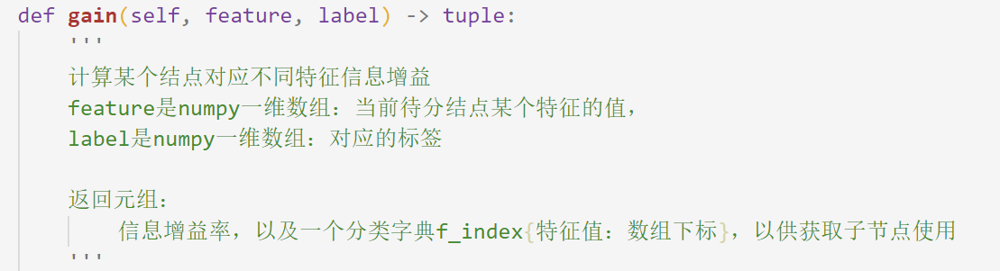 def gain(self, feature, label) -> tuple:
'''
计算某个结点对应不同特征信息增益
feature是numpy一维数组：当前待分结点某个特征的值，
label是numpy一维数组：对应的标签
返回元组：
信息增益率，以及一个分类字典f_index{特征值：数组下标}，以供获取子节点使用
'''